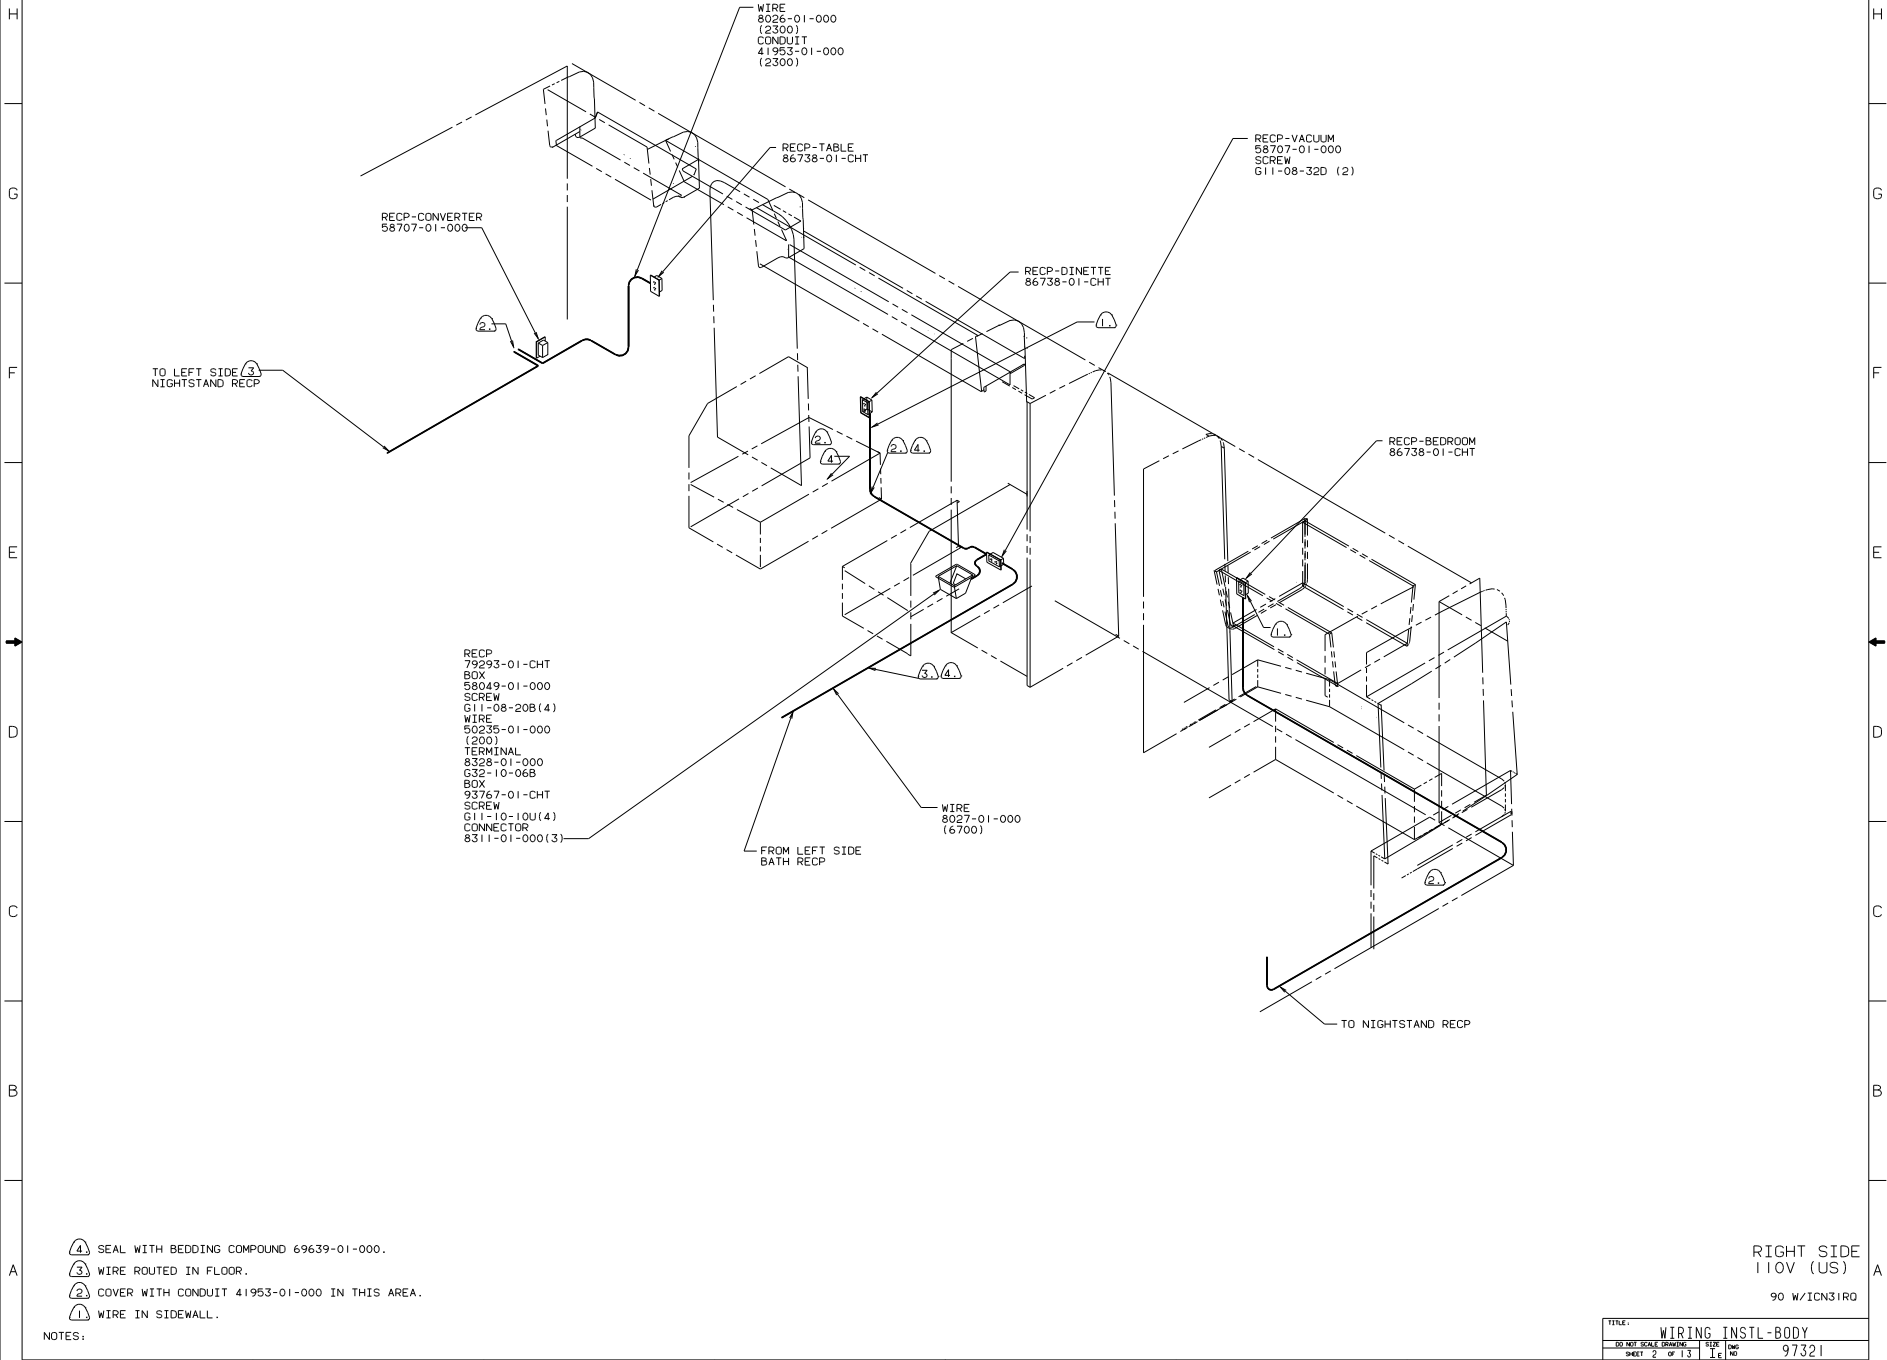 H
H
WIRE
8026-01-000
(2300)
CONDUIT
41953-01-000
(2300)
RECP-TABLE
86738-01-CHT
RECP-VACUUM
58707-01-000
SCREW
G11-08-32D (2)
G
G
RECP-CONVERTER
58707-01-000
RECP-DINETTE
86738-01-CHT
1.
2.
TO LEFT SIDE 3
NIGHTSTAND RECP
F
F
2.
4
2. 4.
RECP-BEDROOM
86738-01-CHT
E
E
1.
RECP
79293-01-CHT
BOX
58049-01-000
SCREW
G11-08-20B(4)
WIRE
50235-01-000
(200)
TERMINAL
8328-01-000
G32-10-06B
BOX
93767-01-CHT
SCREW
G11-10-10U(4)
CONNECTOR
8311-01-000(3)
3. 4.
D
D
WIRE
8027-01-000
(6700)
FROM LEFT SIDE
BATH RECP
2.
C
C
TO NIGHTSTAND RECP
B
B
4. SEAL WITH BEDDING COMPOUND 69639-01-000.
3. WIRE ROUTED IN FLOOR.
2. COVER WITH CONDUIT 41953-01-000 IN THIS AREA.
1. WIRE IN SIDEWALL.
NOTES:
A
A
RIGHT SIDE
110V (US)
90 W/ICN31RQ
TITLE:
WIRING INSTL-BODY
DO NOT SCALE DRAWING
SHEET 2 OF 13
SIZE
IE
DWG
NO
97321